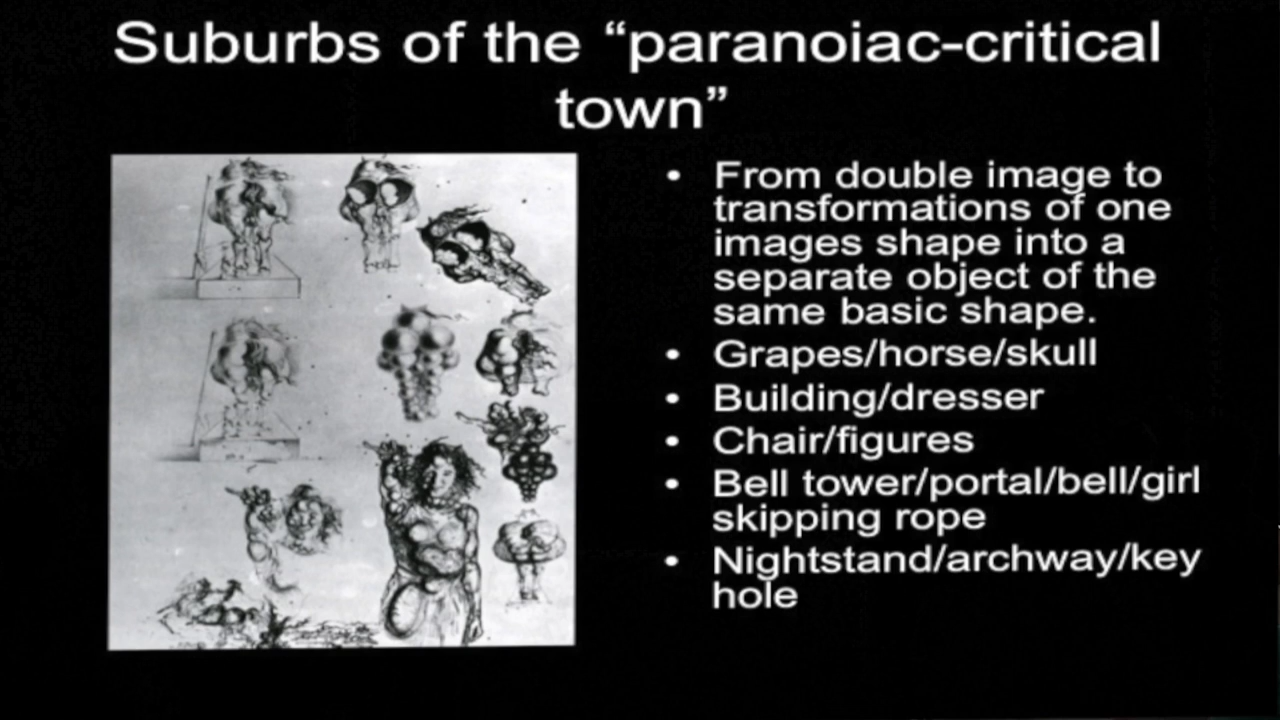 Suburbs of the “paranoiac-critical
town”
• From double image to
transformations of one
images shape into a
separate object of the
same basic shape.
• Grapes/horse/skull
• Building/dresser
• Chair/figures
• Bell tower/portal/bell/girl
skipping rope
• Nightstand/archway/key
hole